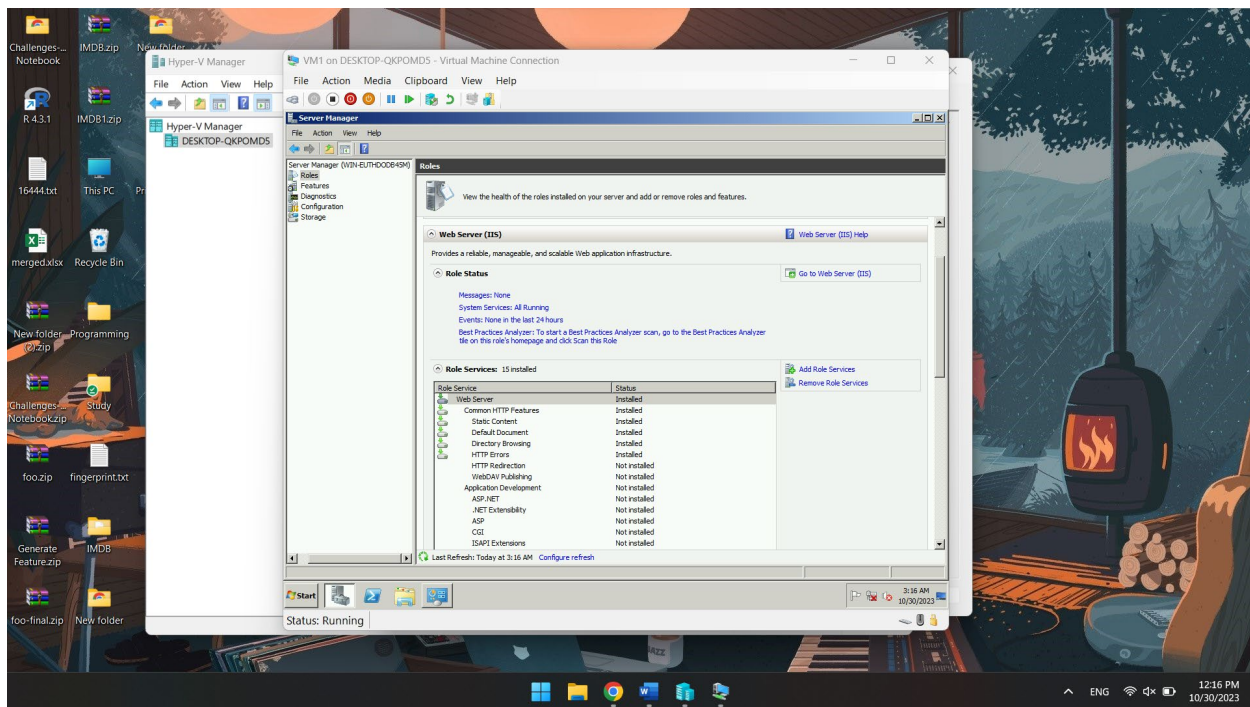 Challenges-...
Notebook
IMDB.zip
New folder
R 4.3.1
IMDB1.zip
16444.txt
This PC
Pr
merged.xlsx
Recycle Bin
New folder
(2).zip
Programming
Challenges-...
Notebook.zip
Study
foo.zip
fingerprint.txt
Generate
Feature.zip
IMDB
foo-final.zip
New folder
Hyper-V Manager
File Action View Help
Hyper-V Manager
DESKTOP-QKPOMD5
VM1 on DESKTOP-QKPOMD5 - Virtual Machine Connection
File Action Media Clipboard View Help
Server Manager
File Action View Help
Server Manager (WIN-EUTHDODB45M)
Roles
Features
Diagnostics
Configuration
Storage
Roles
View the health of the roles installed on your server and add or remove roles and features.
Web Server (IIS)
Web Server (IIS) Help
Provides a reliable, manageable, and scalable Web application infrastructure.
Role Status
Go to Web Server (IIS)
Messages: None
System Services: All Running
Events: None in the last 24 hours
Best Practices Analyzer: To start a Best Practices Analyzer scan, go to the Best Practices Analyzer
tile on this role's homepage and click Scan this Role
Role Services: 15 installed
Add Role Services
Remove Role Services
Role Service Status
Web Server Installed
Common HTTP Features Installed
Static Content Installed
Default Document Installed
Directory Browsing Installed
HTTP Errors Installed
HTTP Redirection Not installed
WebDAV Publishing Not installed
Application Development Not installed
ASP.NET Not installed
.NET Extensibility Not installed
ASP Not installed
CGI Not installed
ISAPI Extensions Not installed
Last Refresh: Today at 3:16 AM Configure refresh
Start
3:16 AM
10/30/2023
Status: Running
JAZZ
ENG
12:16 PM
10/30/2023